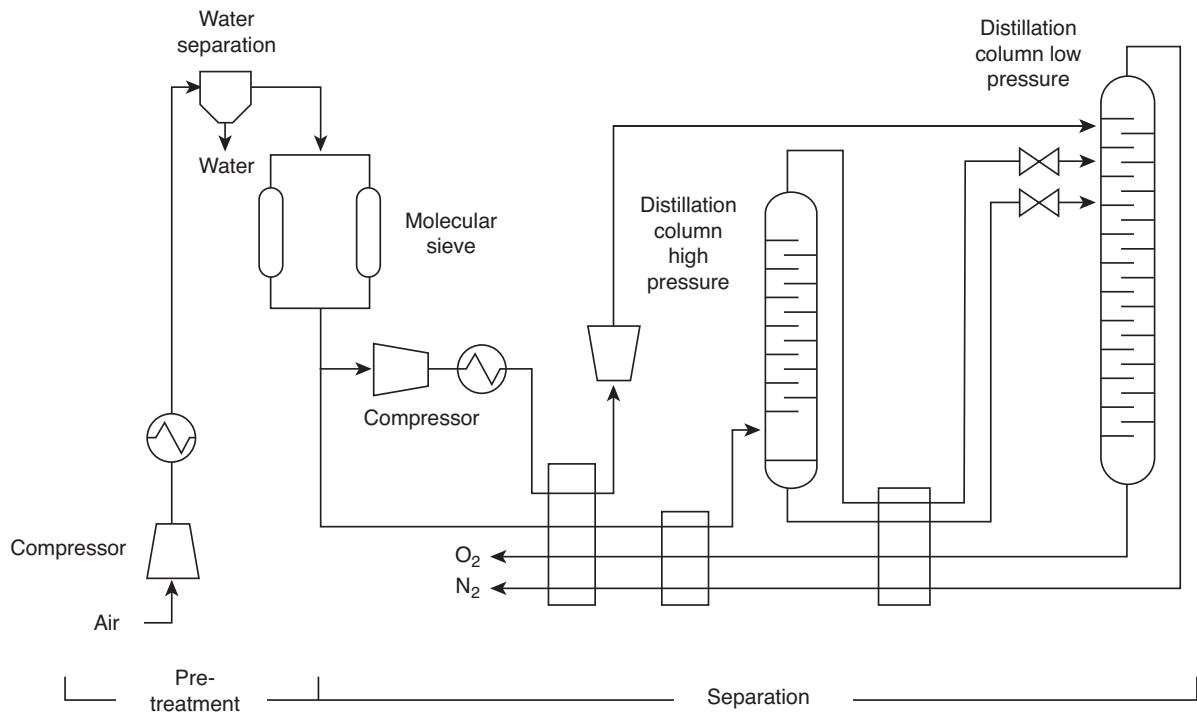 Water
separation
Water
Molecular
sieve
Compressor
Compressor
Air
Distillation
column
high
pressure
Distillation
column low
pressure
O₂
N₂
Pre-
treatment
Separation